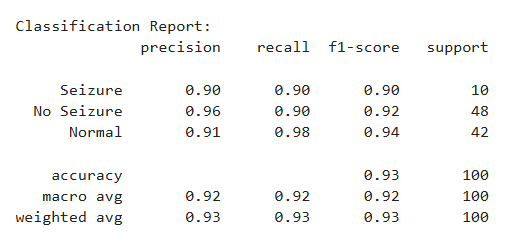 Classification Report:
precision recall f1-score support
Seizure 0.90 0.90 0.90 10
No Seizure 0.96 0.90 0.92 48
Normal 0.91 0.98 0.94 42
accuracy 0.93 100
macro avg 0.92 0.92 0.92 100
weighted avg 0.93 0.93 0.93 100